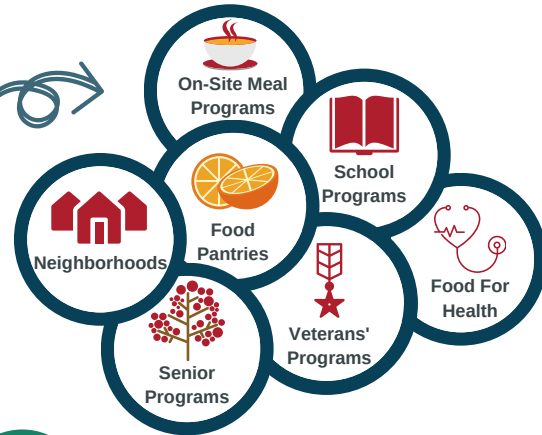 On-Site Meal
Programs
School
Programs
Food
Pantries
Neighborhoods
Food For
Health
Veterans'
Programs
Senior
Programs